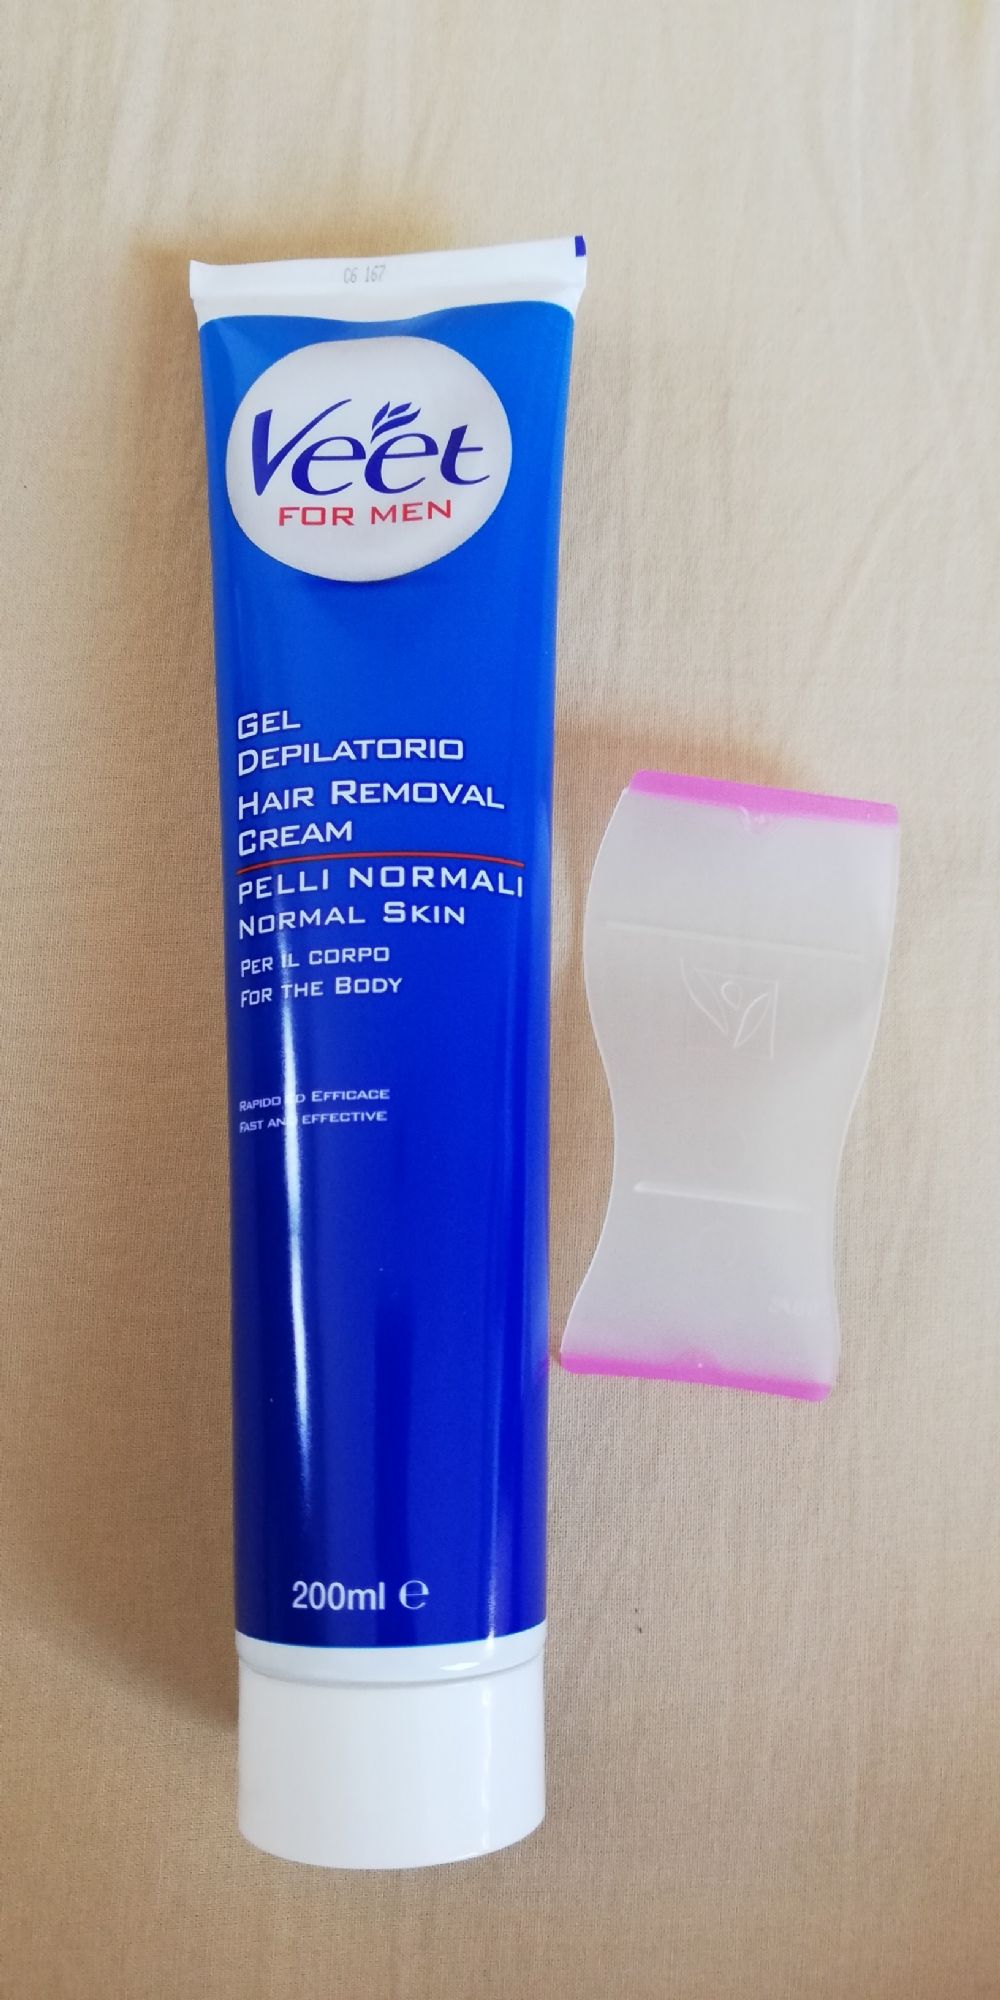 C6 167
Veet
FOR MEN
GEL
DEPILATORIO
HAIR REMOVAL
CREAM
PELLI NORMALI
NORMAL SKIN
PER IL CORPO
FOR THE BODY
RAPIDO ED EFFICACE
FAST AND EFFECTIVE
200ml ℮